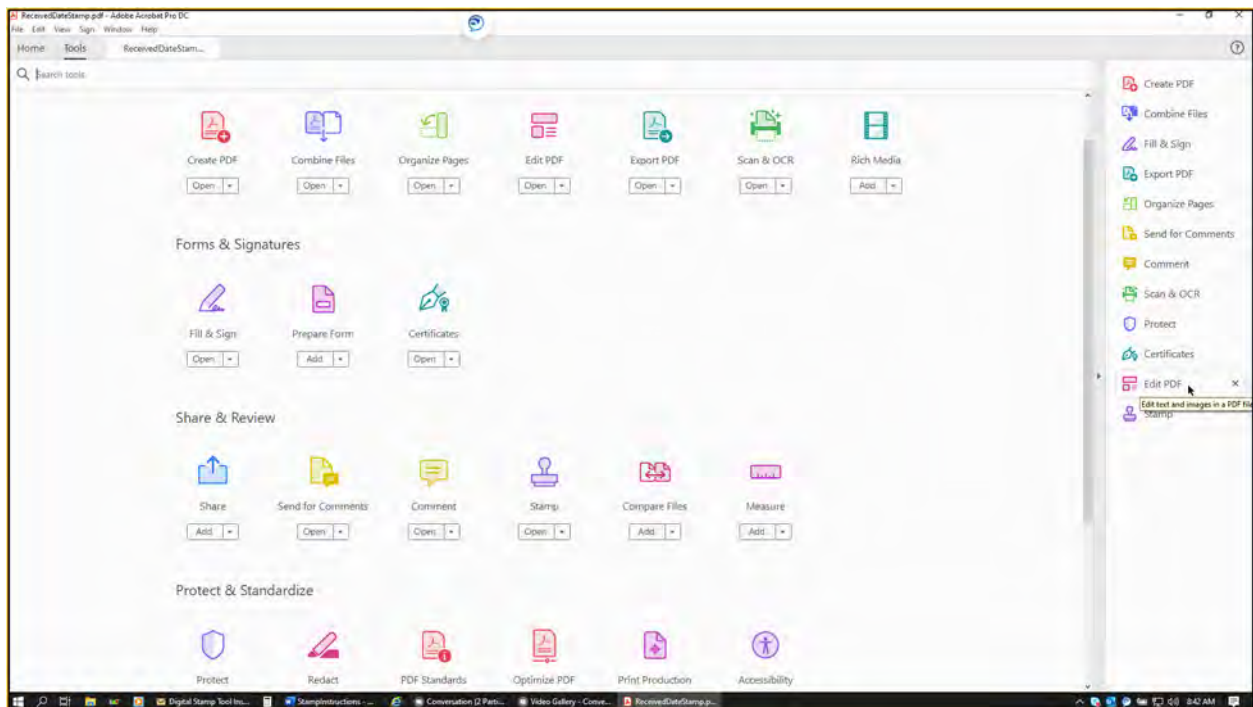 ReceivedDateStamp.pdf - Adobe Acrobat Pro DC
File Edit View Sign Window Help
Home Tools ReceivedDateStam...
Search tools
Create PDF Combine Files Organize Pages Edit PDF Export PDF Scan & OCR Rich Media
Open Open Open Open Open Open Add
Forms & Signatures
Fill & Sign Prepare Form Certificates
Open Add Open
Share & Review
Share Send for Comments Comment Stamp Compare Files Measure
Add Open Open Open Add Add
Protect & Standardize
Protect Redact PDF Standards Optimize PDF Print Production Accessibility
Create PDF
Combine Files
Fill & Sign
Export PDF
Organize Pages
Send for Comments
Comment
Scan & OCR
Protect
Certificates
Edit PDF
Edit text and images in a PDF file
Stamp
Digital Stamp Tool Ins... StampInstructions - ... Conversation (2 Parti... Video Gallery - Conve... ReceivedDateStamp.p... 8:42 AM